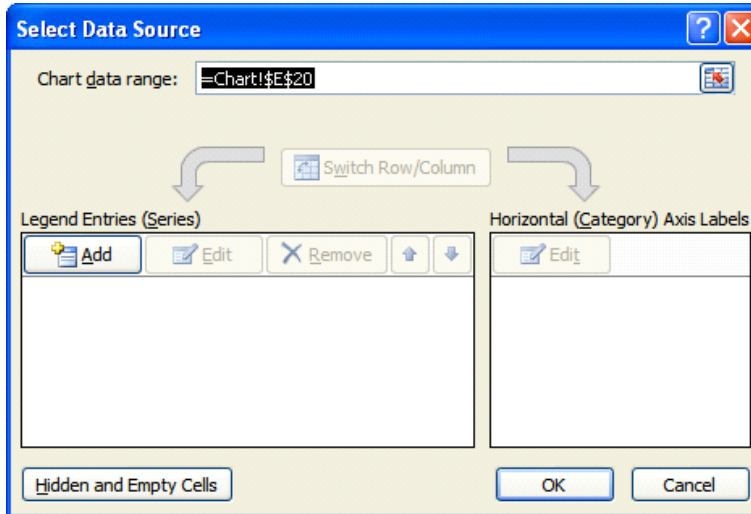 Select Data Source
Chart data range: =Chart!$E$20
Switch Row/Column
Legend Entries (Series)
Horizontal (Category) Axis Labels
Add Edit Remove
Edit
Hidden and Empty Cells
OK Cancel